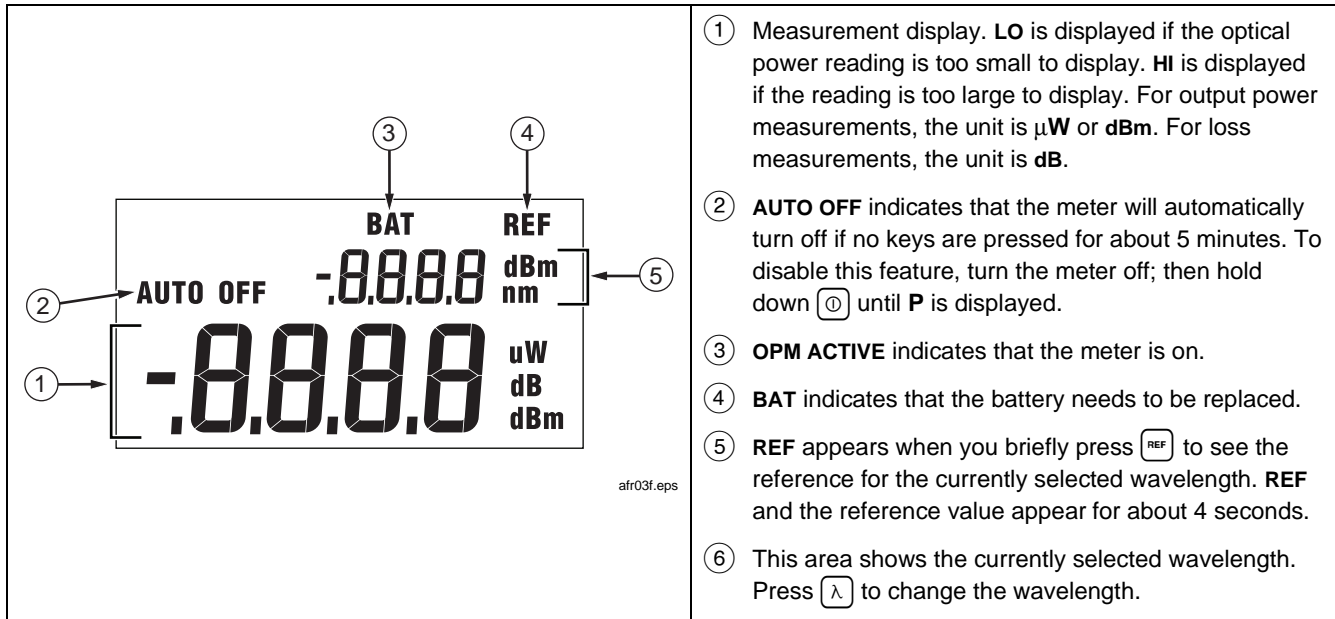 3
4
BAT
REF
-.8.8.8.8
dBm
nm
5
2
AUTO OFF
1
-.8.8.8.8
uW
dB
dBm
afr03f.eps
1 Measurement display. LO is displayed if the optical
power reading is too small to display. HI is displayed
if the reading is too large to display. For output power
measurements, the unit is μW or dBm. For loss
measurements, the unit is dB.
2 AUTO OFF indicates that the meter will automatically
turn off if no keys are pressed for about 5 minutes. To
disable this feature, turn the meter off; then hold
down until P is displayed.
3 OPM ACTIVE indicates that the meter is on.
4 BAT indicates that the battery needs to be replaced.
5 REF appears when you briefly press REF to see the
reference for the currently selected wavelength. REF
and the reference value appear for about 4 seconds.
6 This area shows the currently selected wavelength.
Press λ to change the wavelength.